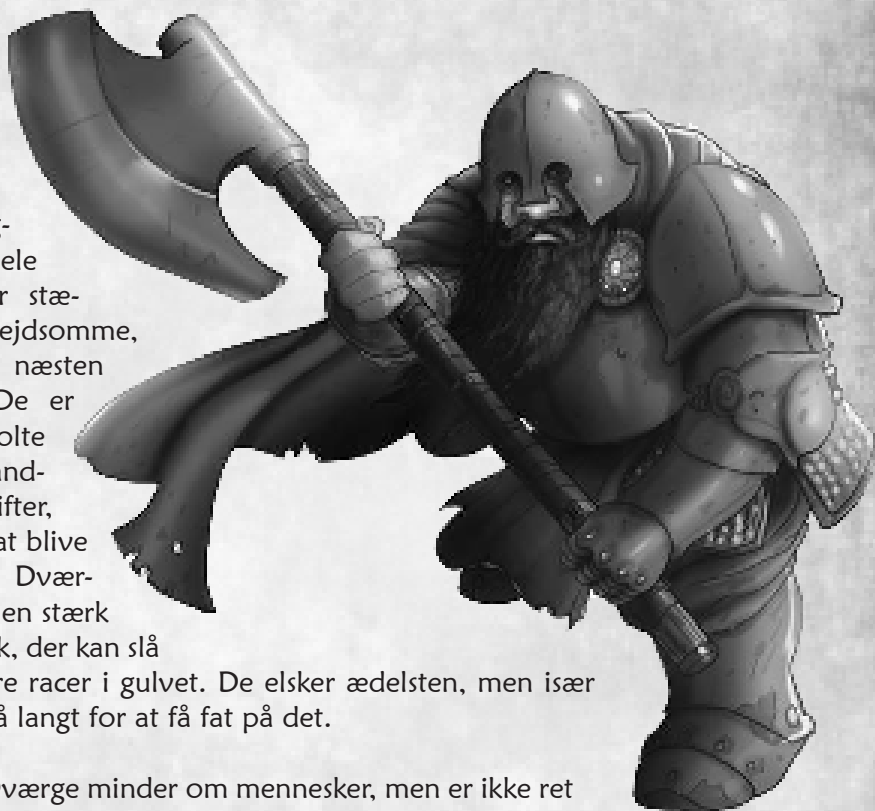 ele
r stæ-
ejdsomme,
næsten
De er
olte
and-
ifter,
at blive
Dvær-
en stærk
k, der kan slå
re racer i gulvet. De elsker ædelsten, men især
å langt for at få fat på det.
værge minder om mennesker, men er ikke ret